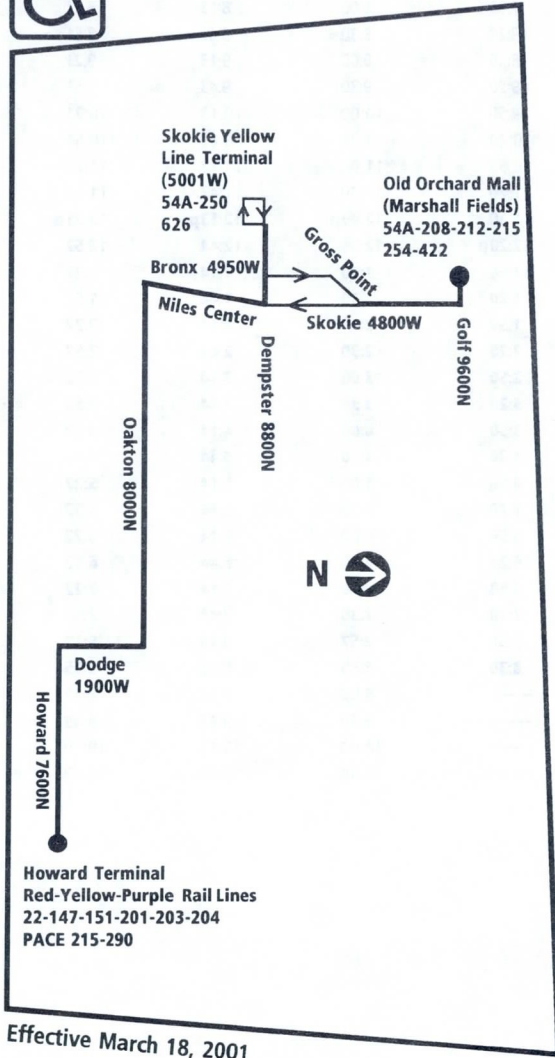 Skokie Yellow
Line Terminal
(5001W)
54A-250
626
Old Orchard Mall
(Marshall Fields)
54A-208-212-215
254-422
Gross Point
Bronx 4950W
Niles Center
Skokie 4800W
Golf 9600N
Dempster 8800N
Oakton 8000N
N
Dodge
1900W
Howard 7600N
Howard Terminal
Red-Yellow-Purple Rail Lines
22-147-151-201-203-204
PACE 215-290
Effective March 18, 2001